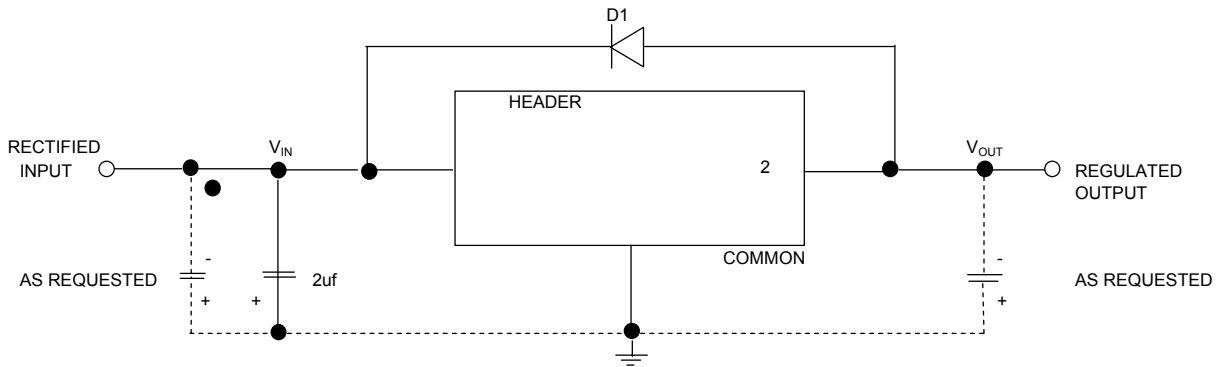 D1
HEADER
RECTIFIED
INPUT
V_IN
2
V_OUT
REGULATED
OUTPUT
COMMON
AS REQUESTED
-
+
+
2uf
-
+
AS REQUESTED